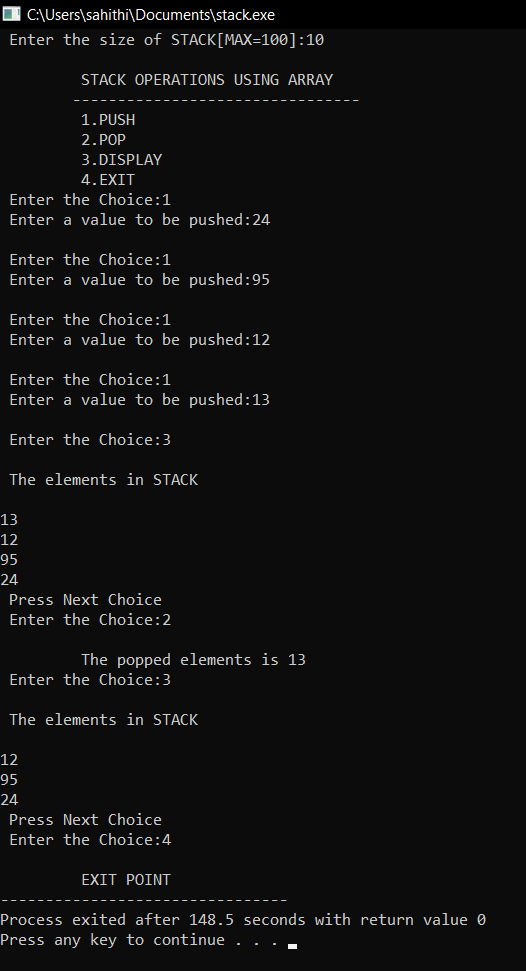 C:\Users\sahithi\Documents\stack.exe
Enter the size of STACK[MAX=100]:10
STACK OPERATIONS USING ARRAY
--------------------------------
1.PUSH
2.POP
3.DISPLAY
4.EXIT
Enter the Choice:1
Enter a value to be pushed:24
Enter the Choice:1
Enter a value to be pushed:95
Enter the Choice:1
Enter a value to be pushed:12
Enter the Choice:1
Enter a value to be pushed:13
Enter the Choice:3
The elements in STACK
13
12
95
24
Press Next Choice
Enter the Choice:2
The popped elements is 13
Enter the Choice:3
The elements in STACK
12
95
24
Press Next Choice
Enter the Choice:4
EXIT POINT
--------------------------------
Process exited after 148.5 seconds with return value 0
Press any key to continue . . .